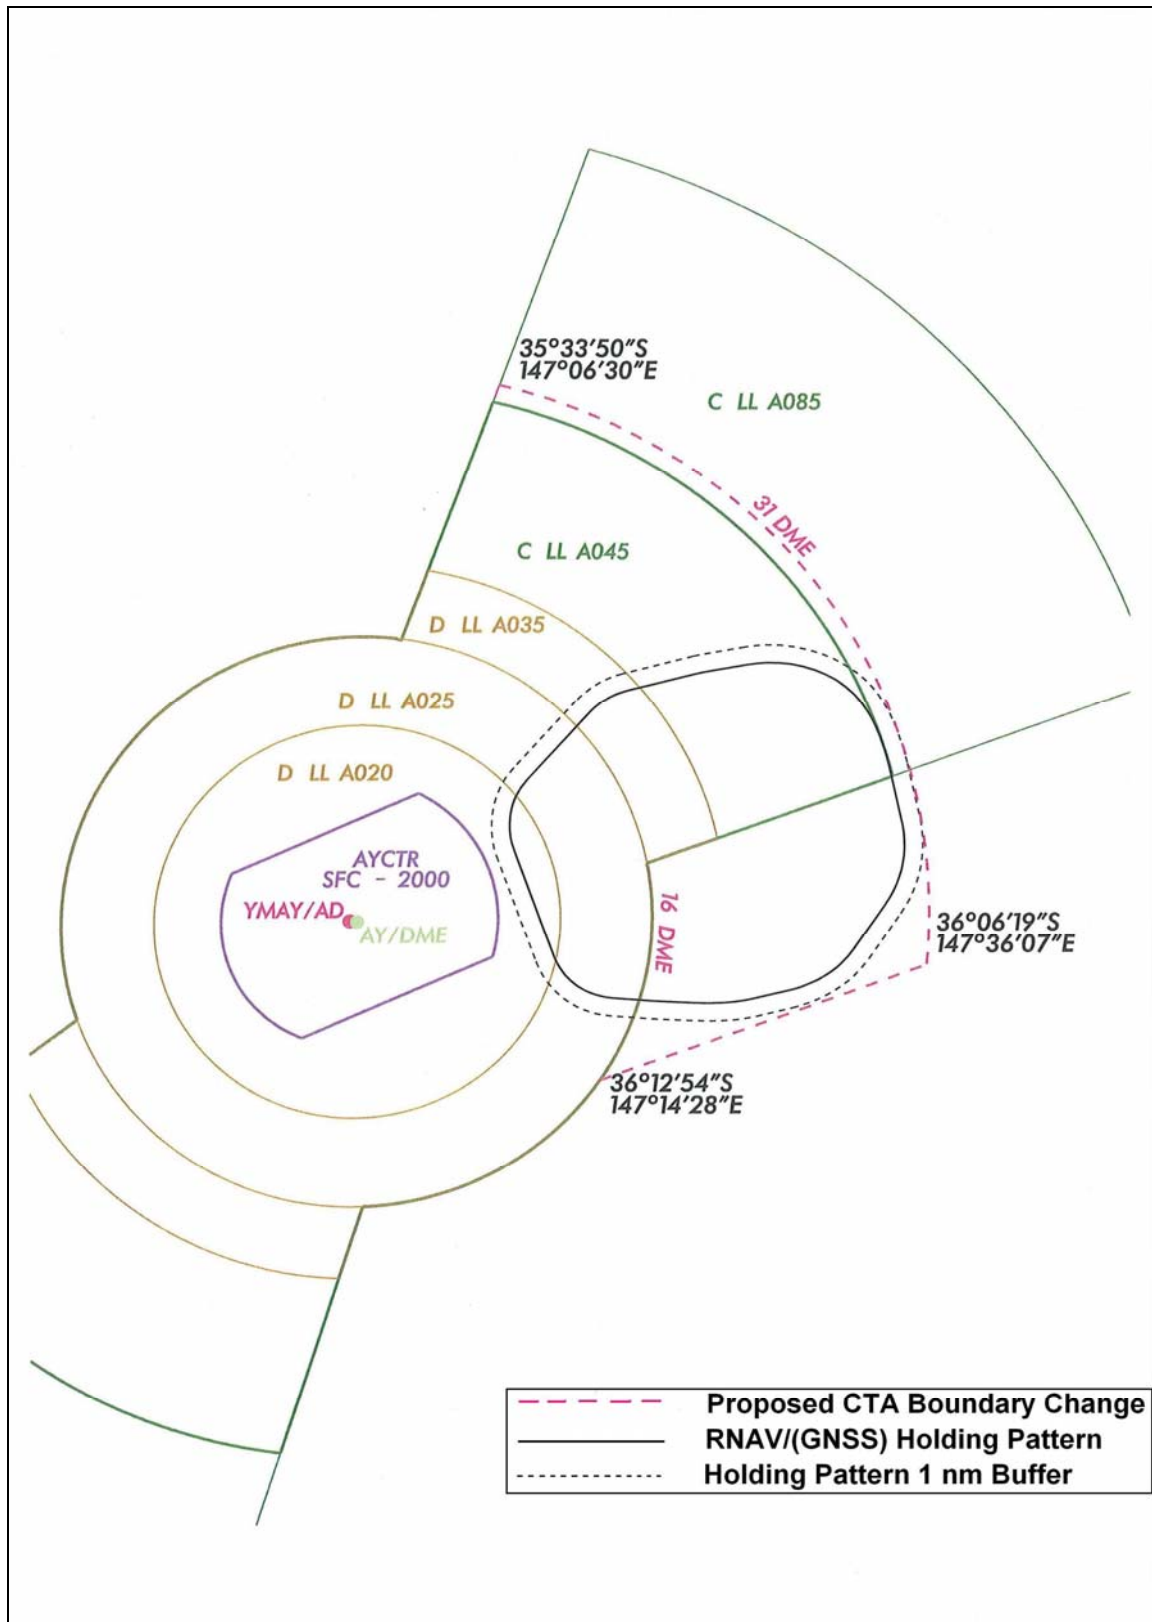 35°33'50"S
147°06'30"E
C LL A085
31 DME
C LL A045
D LL A035
D LL A025
D LL A020
AYCTR
SFC - 2000
YMAY/AD
AY/DME
16 DME
36°06'19"S
147°36'07"E
36°12'54"S
147°14'28"E
Proposed CTA Boundary Change
RNAV/(GNSS) Holding Pattern
Holding Pattern 1 nm Buffer